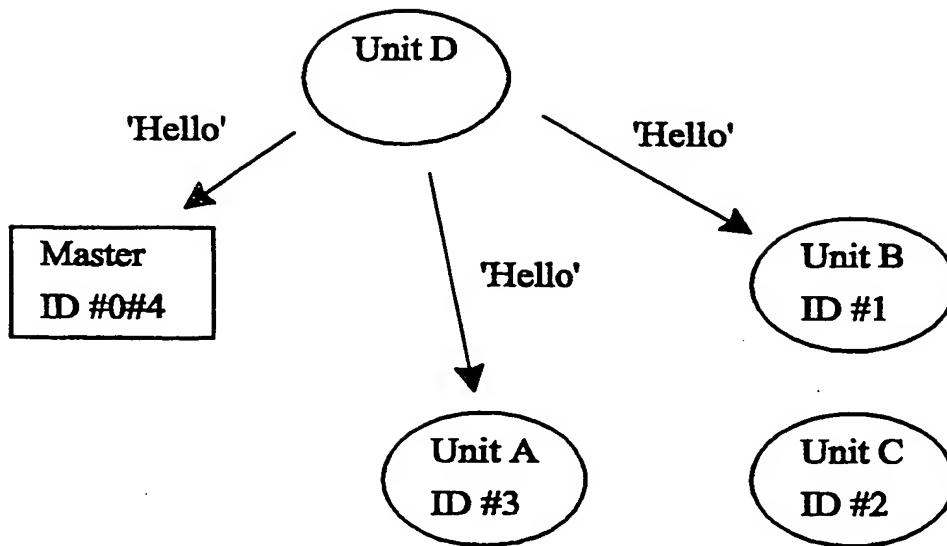 Unit D
'Hello'
'Hello'
Master
ID #0#4
'Hello'
Unit B
ID #1
Unit A
ID #3
Unit C
ID #2